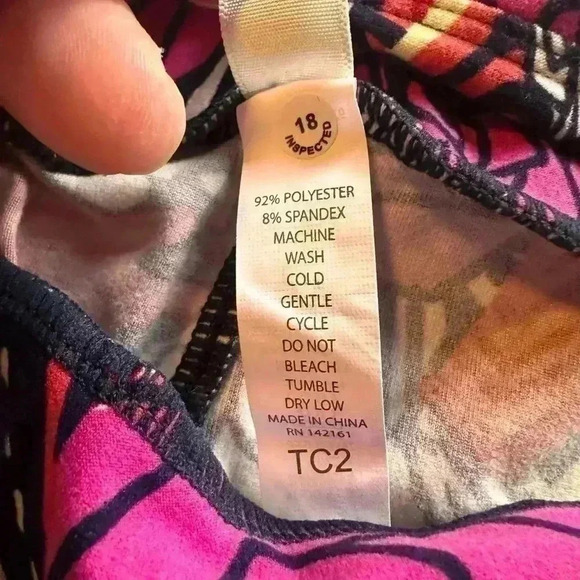 18
INSPECTED
92% POLYESTER
8% SPANDEX
MACHINE
WASH
COLD
GENTLE
CYCLE
DO NOT
BLEACH
TUMBLE
DRY LOW
MADE IN CHINA
RN 142161
TC2